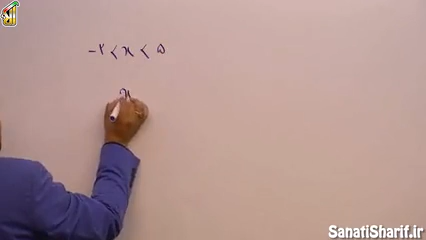 -۲ < x < ۵
x
SanatiSharif.ir